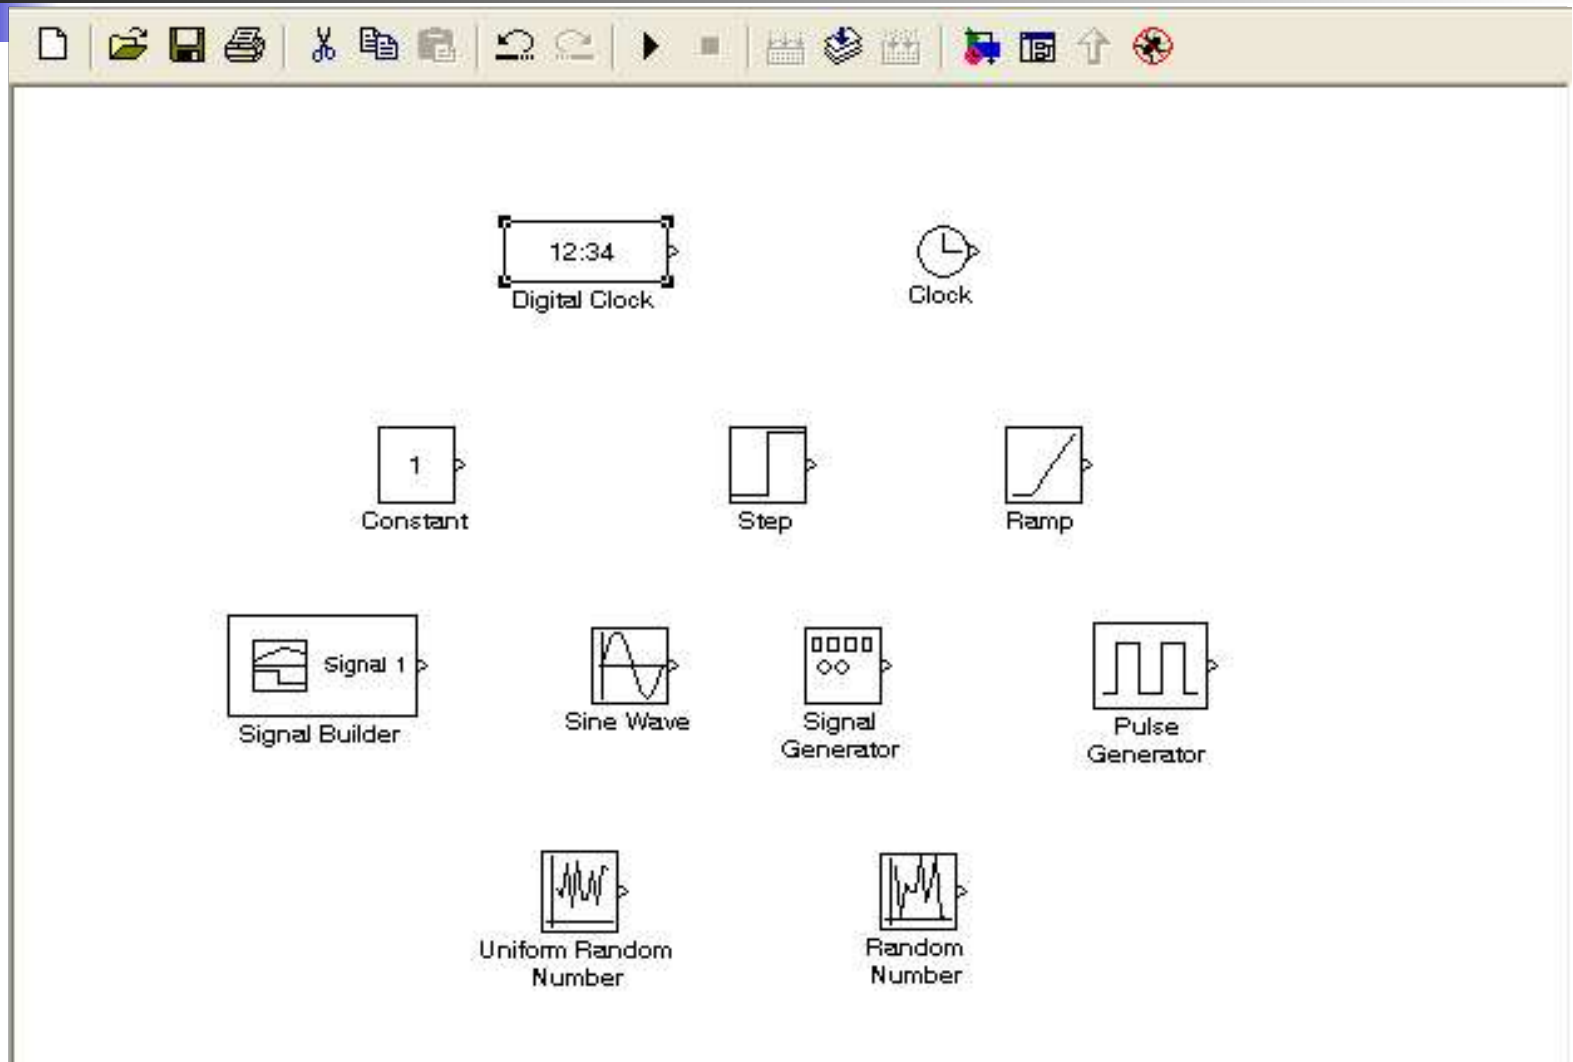 12:34
Digital Clock
Clock
1
Constant
Step
Ramp
Signal 1
Signal Builder
Sine Wave
Signal
Generator
Pulse
Generator
Uniform Random
Number
Random
Number